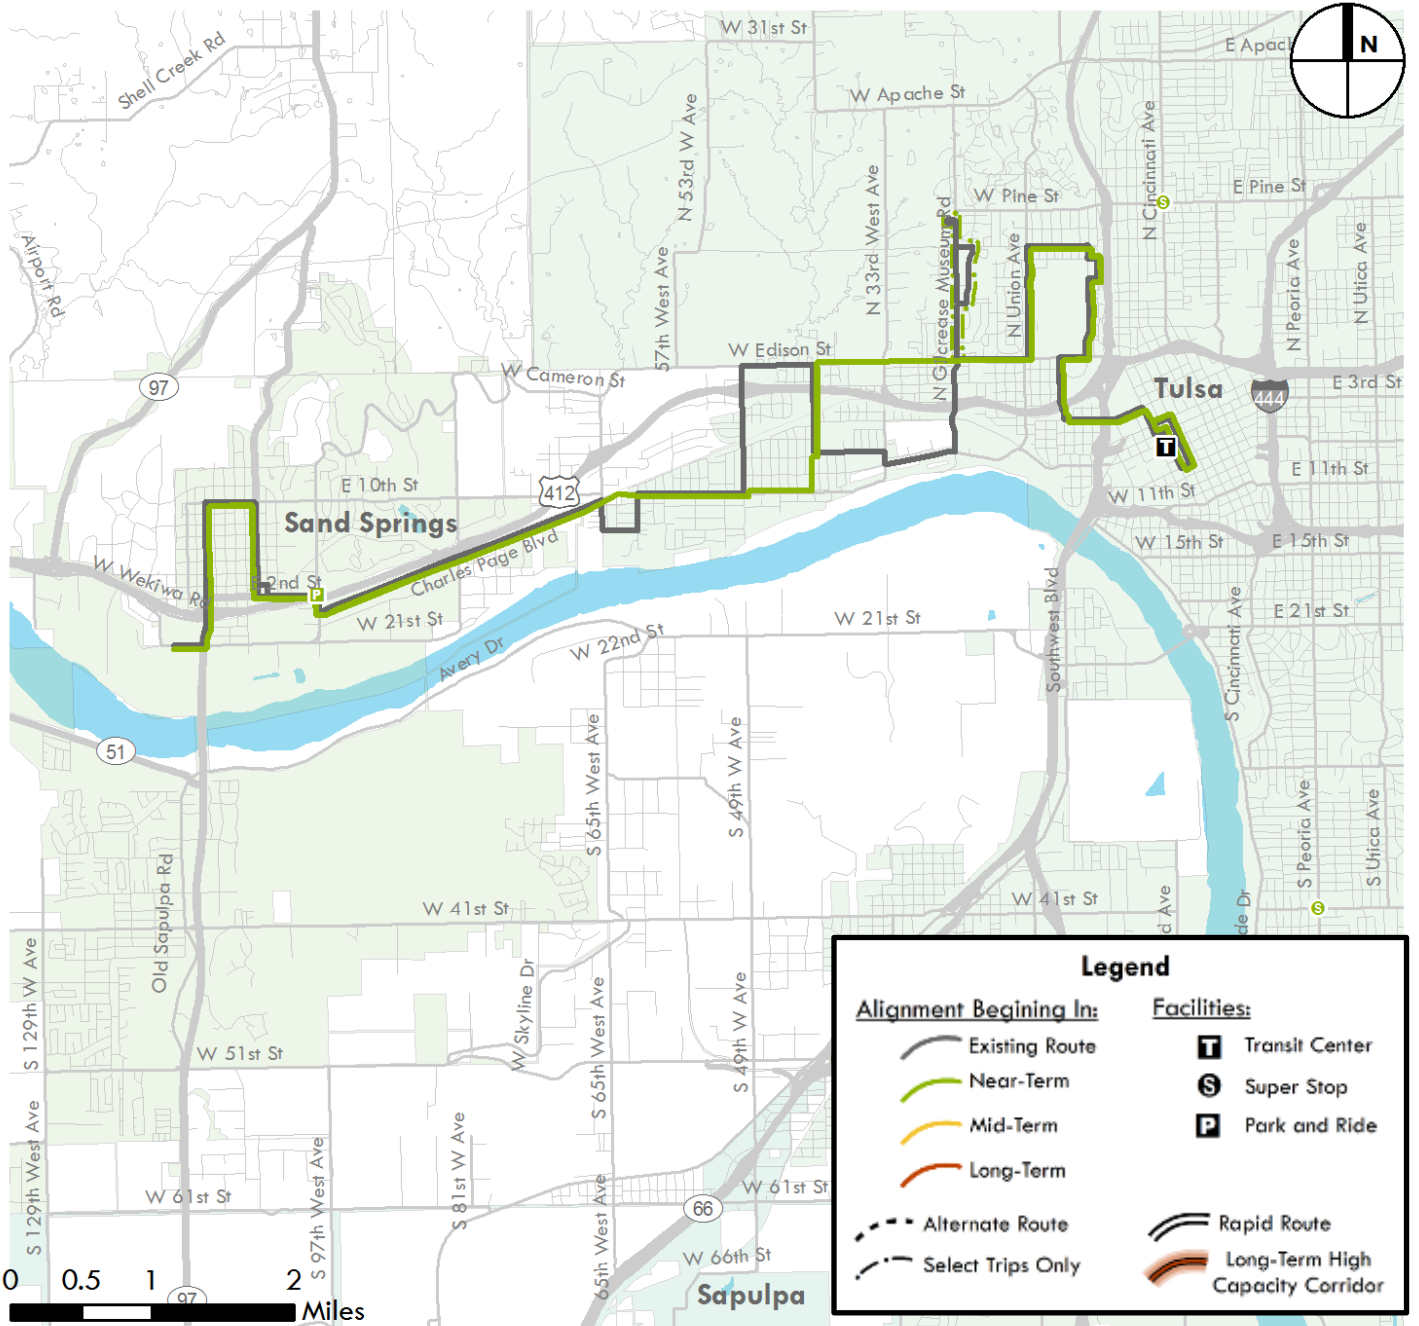 W 31st St
N
E Apac
Shell Creek Rd
W Apache St
N 53rd W Ave
N Cincinnati Ave
W Pine St
E Pine St
S
N 33rd West Ave
N Gilcrease Museum Rd
N Union Ave
Airport Rd
57th West Ave
N Peoria Ave
N Utica Ave
W Edison St
W Cameron St
97
Tulsa
444
E 3rd St
T
E 11th St
E 10th St
412
W 11th St
Sand Springs
W 15th St
E 15th St
Charles Page Blvd
W Wekiwa Rd
E 2nd St
P
W 21st St
W 21st St
E 21st St
Southwest Blvd
S Cincinnati Ave
W 22nd St
Avery Dr
51
S 65th West Ave
S 49th W Ave
S Peoria Ave
S Utica Ave
Old Sapulpa Rd
W 41st St
W 41st St
d Ave
de Dr
S
S 129th W Ave
W Skyline Dr
S 65th West Ave
S 49th W Ave
W 51st St
S 129th West Ave
S 97th West Ave
S 81st W Ave
65th West Ave
W 61st St
W 61st St
66
W 66th St
Sapulpa
97
0 0.5 1 2
Miles
Legend
Alignment Begining In:
Existing Route
Near-Term
Mid-Term
Long-Term
Alternate Route
Select Trips Only
Facilities:
T Transit Center
S Super Stop
P Park and Ride
Rapid Route
Long-Term High
Capacity Corridor